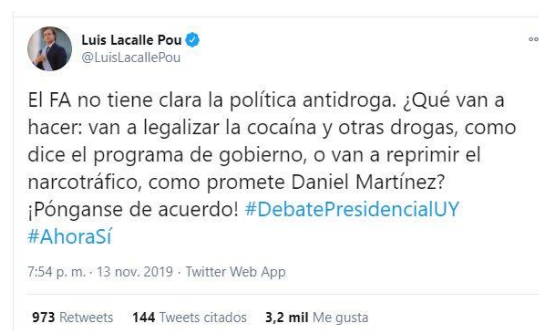 Luis Lacalle Pou
@LuisLacallePou
El FA no tiene clara la política antidroga. ¿Qué van a
hacer: van a legalizar la cocaína y otras drogas, como
dice el programa de gobierno, o van a reprimir el
narcotráfico, como promete Daniel Martínez?
¡Pónganse de acuerdo! #DebatePresidencialUY
#AhoraSí
7:54 p. m. · 13 nov. 2019 · Twitter Web App
973 Retweets 144 Tweets citados 3,2 mil Me gusta